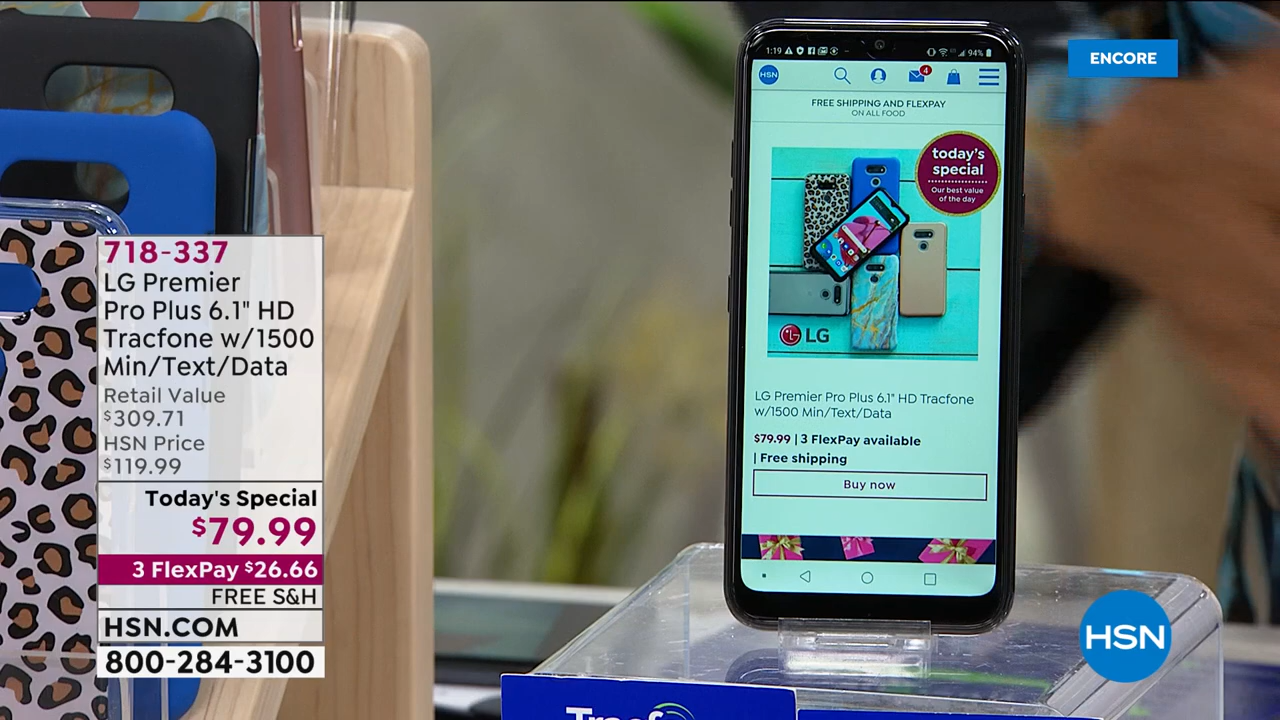 718-337
LG Premier
Pro Plus 6.1" HD
Tracfone w/1500
Min/Text/Data
Retail Value
$309.71
HSN Price
$119.99
Today's Special
$79.99
3 FlexPay $26.66
FREE S&H
HSN.COM
800-284-3100
1:19
94%
HSN
4
FREE SHIPPING AND FLEXPAY
ON ALL FOOD
today's
special
Our best value
of the day
LG
LG Premier Pro Plus 6.1" HD Tracfone
w/1500 Min/Text/Data
$79.99 | 3 FlexPay available
| Free shipping
Buy now
ENCORE
HSN